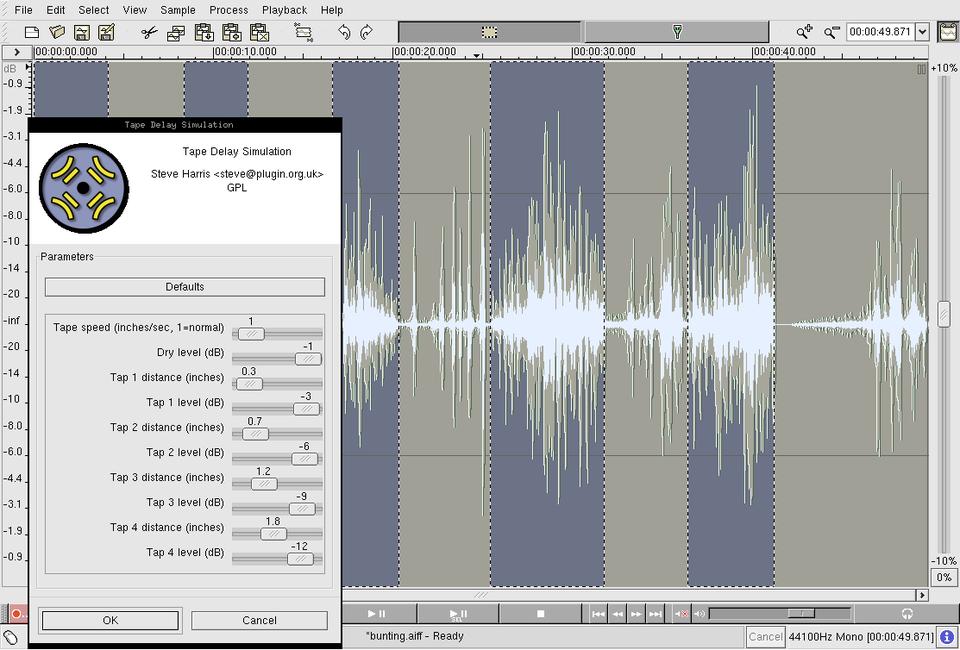 File Edit Select View Sample Process Playback Help
00:00:49.871
00:00:00.000 00:00:10.000 00:00:20.000 00:00:30.000 00:00:40.000
dB
-0.9
-1.9
-3.1
-4.4
-6.0
-8.0
-10
-14
-20
-inf
-20
-14
-10
-8.0
-6.0
-4.4
-3.1
-1.9
-0.9
+10%
-10%
0%
Tape Delay Simulation
Tape Delay Simulation
Steve Harris <steve@plugin.org.uk>
GPL
Parameters
Defaults
Tape speed (inches/sec, 1=normal) 1
Dry level (dB) -1
Tap 1 distance (inches) 0.3
Tap 1 level (dB) -3
Tap 2 distance (inches) 0.7
Tap 2 level (dB) -6
Tap 3 distance (inches) 1.2
Tap 3 level (dB) -9
Tap 4 distance (inches) 1.8
Tap 4 level (dB) -12
OK Cancel
SEL
*bunting.aiff - Ready
Cancel 44100Hz Mono [00:00:49.871]